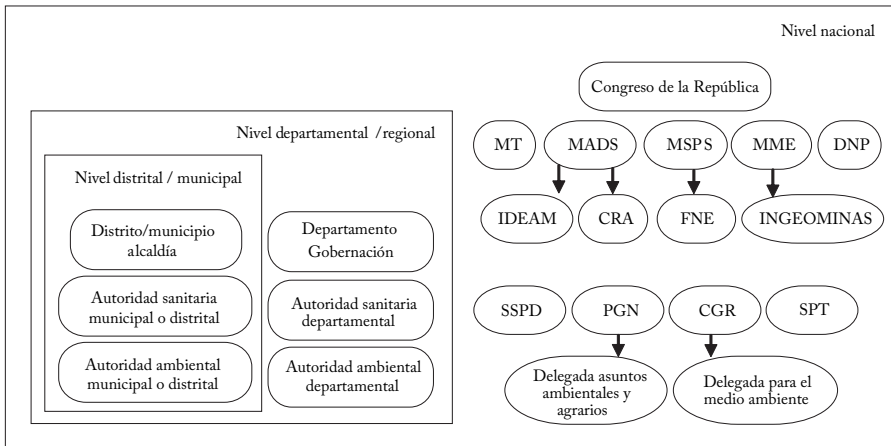 Nivel nacional
Congreso de la República
MT
MADS
MSPS
MME
DNP
IDEAM
CRA
FNE
INGEOMINAS
SSPD
PGN
CGR
SPT
Delegada asuntos
ambientales y
agrarios
Delegada para el
medio ambiente
Nivel departamental /regional
Nivel distrital / municipal
Distrito/municipio
alcaldía
Autoridad sanitaria
municipal o distrital
Autoridad ambiental
municipal o distrital
Departamento
Gobernación
Autoridad sanitaria
departamental
Autoridad ambiental
departamental